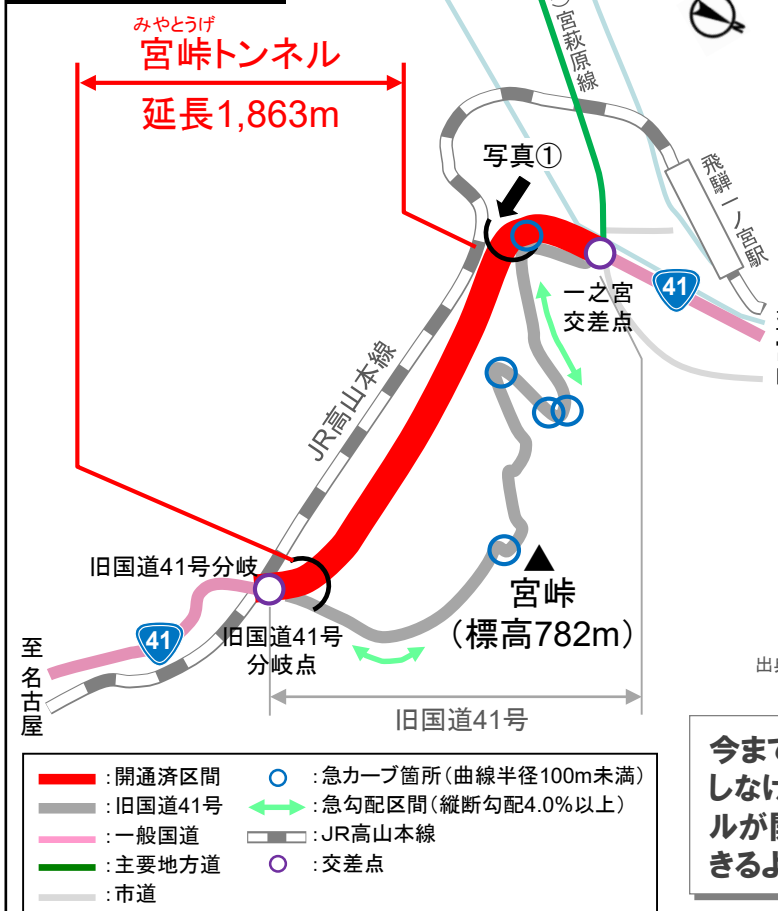 みやとうげ
宮峠トンネル
延長1,863m
宮萩原線
写真①
飛騨一ノ宮駅
一之宮
交差点
41
JR高山本線
旧国道41号分岐
宮峠
(標高782m)
41
旧国道41号
分岐点
至名古屋
旧国道41号
:開通済区間
:急カーブ箇所(曲線半径100m未満)
:旧国道41号
:急勾配区間(縦断勾配4.0%以上)
:一般国道
:JR高山本線
:主要地方道
:交差点
:市道
出典
今まで
しなけ
ルが開
きるよ